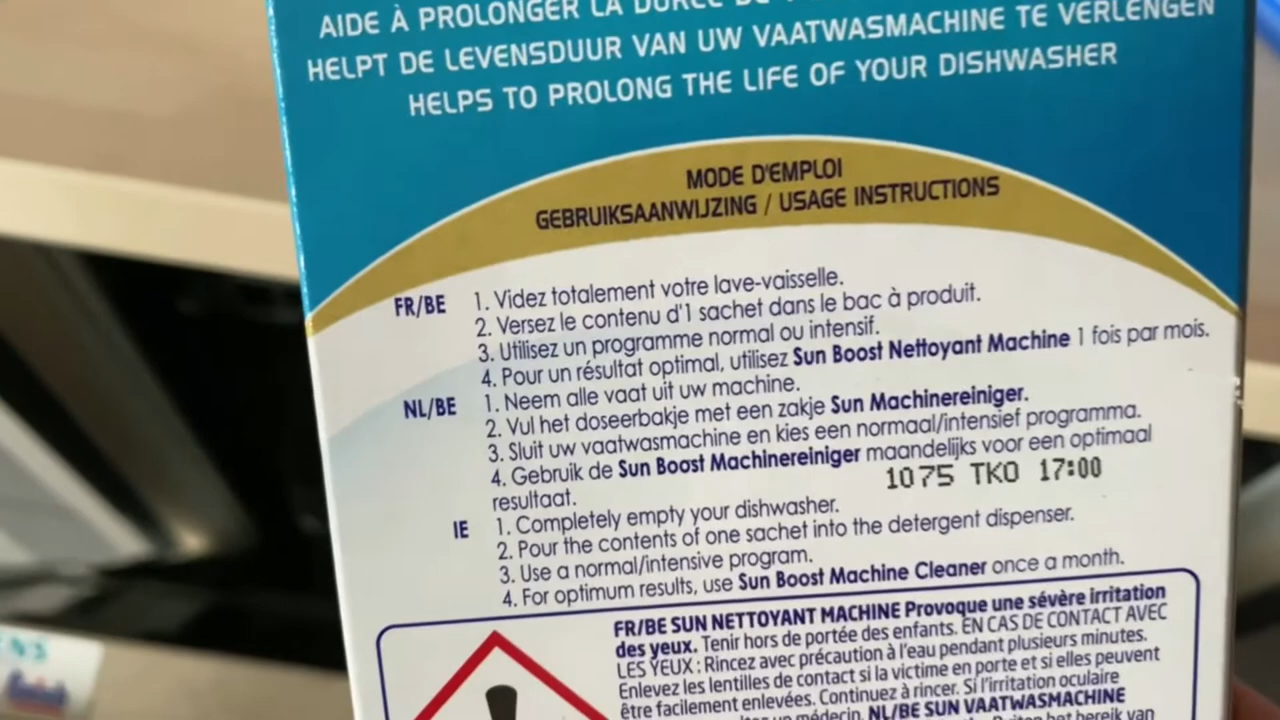 AIDE À PROLONGER LA DURÉE DE
HELPT DE LEVENSDUUR VAN UW VAATWASMACHINE TE VERLENGEN
HELPS TO PROLONG THE LIFE OF YOUR DISHWASHER
MODE D'EMPLOI
GEBRUIKSAANWIJZING / USAGE INSTRUCTIONS
FR/BE 1. Videz totalement votre lave-vaisselle.
2. Versez le contenu d'1 sachet dans le bac à produit.
3. Utilisez un programme normal ou intensif.
4. Pour un résultat optimal, utilisez Sun Boost Nettoyant Machine 1 fois par mois.
NL/BE 1. Neem alle vaat uit uw machine.
2. Vul het doseerbakje met een zakje Sun Machinereiniger.
3. Sluit uw vaatwasmachine en kies een normaal/intensief programma.
4. Gebruik de Sun Boost Machinereiniger maandelijks voor een optimaal
resultaat.
1075 TKO 17:00
IE 1. Completely empty your dishwasher.
2. Pour the contents of one sachet into the detergent dispenser.
3. Use a normal/intensive program.
4. For optimum results, use Sun Boost Machine Cleaner once a month.
FR/BE SUN NETTOYANT MACHINE Provoque une sévère irritation
des yeux. Tenir hors de portée des enfants. EN CAS DE CONTACT AVEC
LES YEUX : Rincez avec précaution à l'eau pendant plusieurs minutes.
Enlevez les lentilles de contact si la victime en porte et si elles peuvent
être facilement enlevées. Continuez à rincer. Si l'irritation oculaire
un médecin. NL/BE SUN VAATWASMACHINE
het bereik van